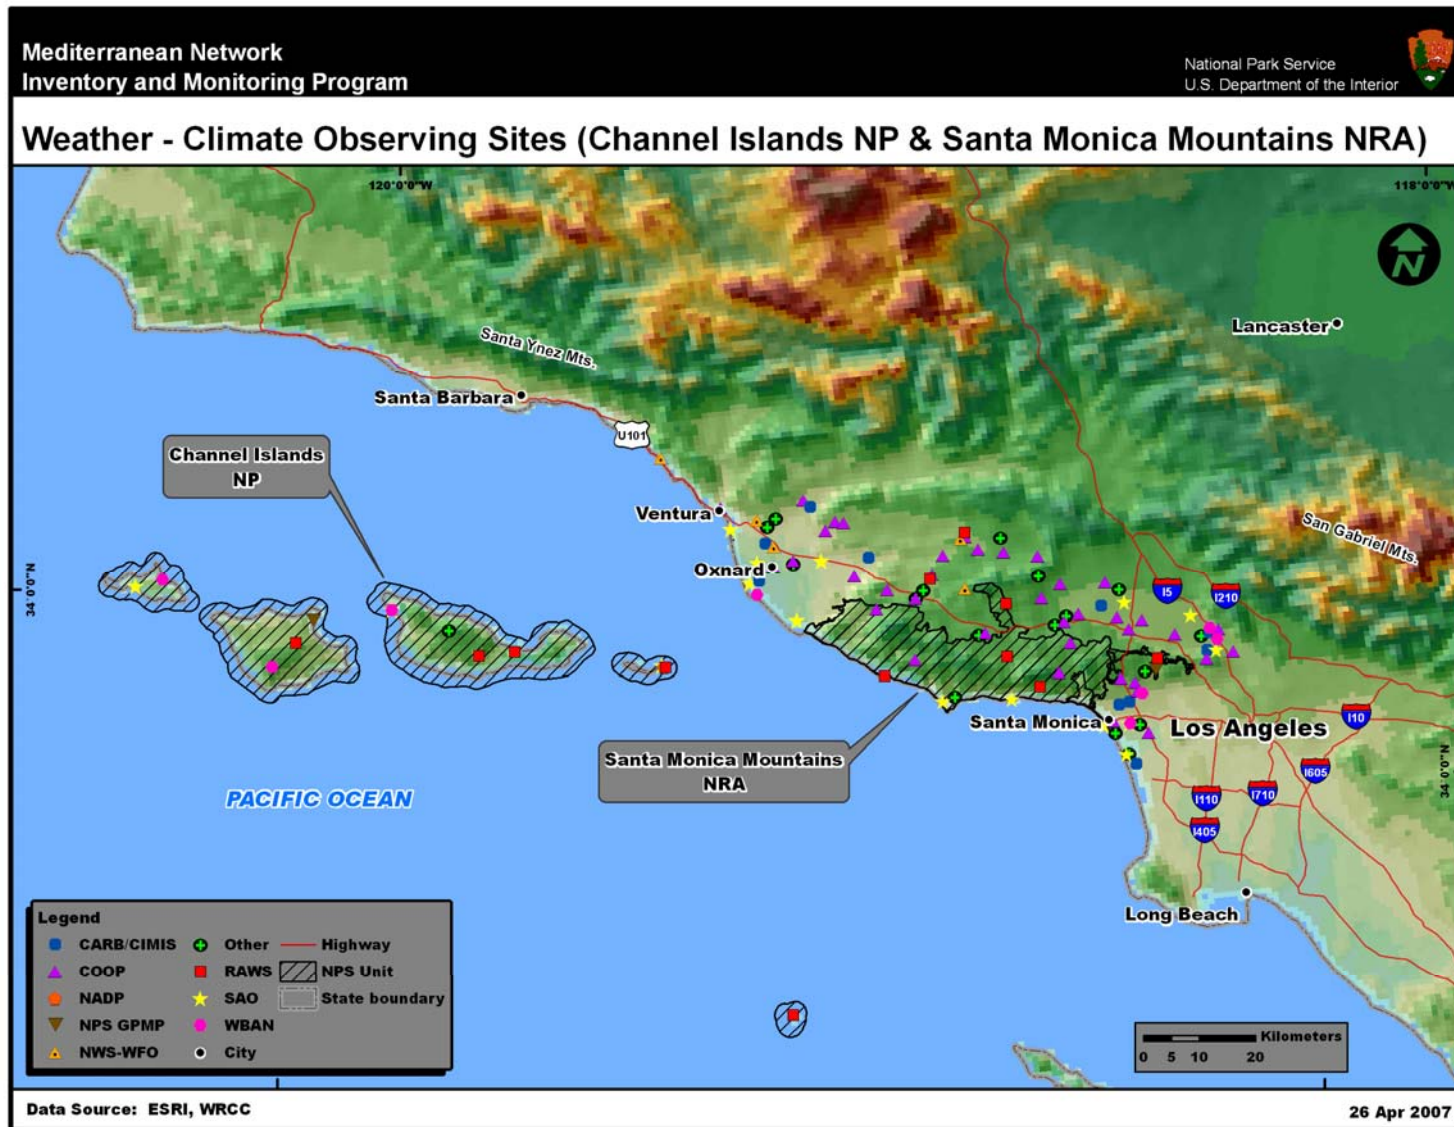 Mediterranean Network
Inventory and Monitoring Program
National Park Service
U.S. Department of the Interior
Weather - Climate Observing Sites (Channel Islands NP & Santa Monica Mountains NRA)
120°0'0"W
118°0'0"W
N
Lancaster
Santa Ynez Mts.
Santa Barbara
U101
Channel Islands
NP
Ventura
San Gabriel Mts.
Oxnard
34°0'0"N
I5
I210
Santa Monica
Los Angeles
I10
Santa Monica Mountains
NRA
I605
34°0'0"N
PACIFIC OCEAN
I110
I710
I405
Long Beach
Legend
CARB/CIMIS
Other
Highway
COOP
RAWS
NPS Unit
NADP
SAO
State boundary
NPS GPMP
WBAN
NWS-WFO
City
Kilometers
0 5 10 20
Data Source: ESRI, WRCC
26 Apr 2007